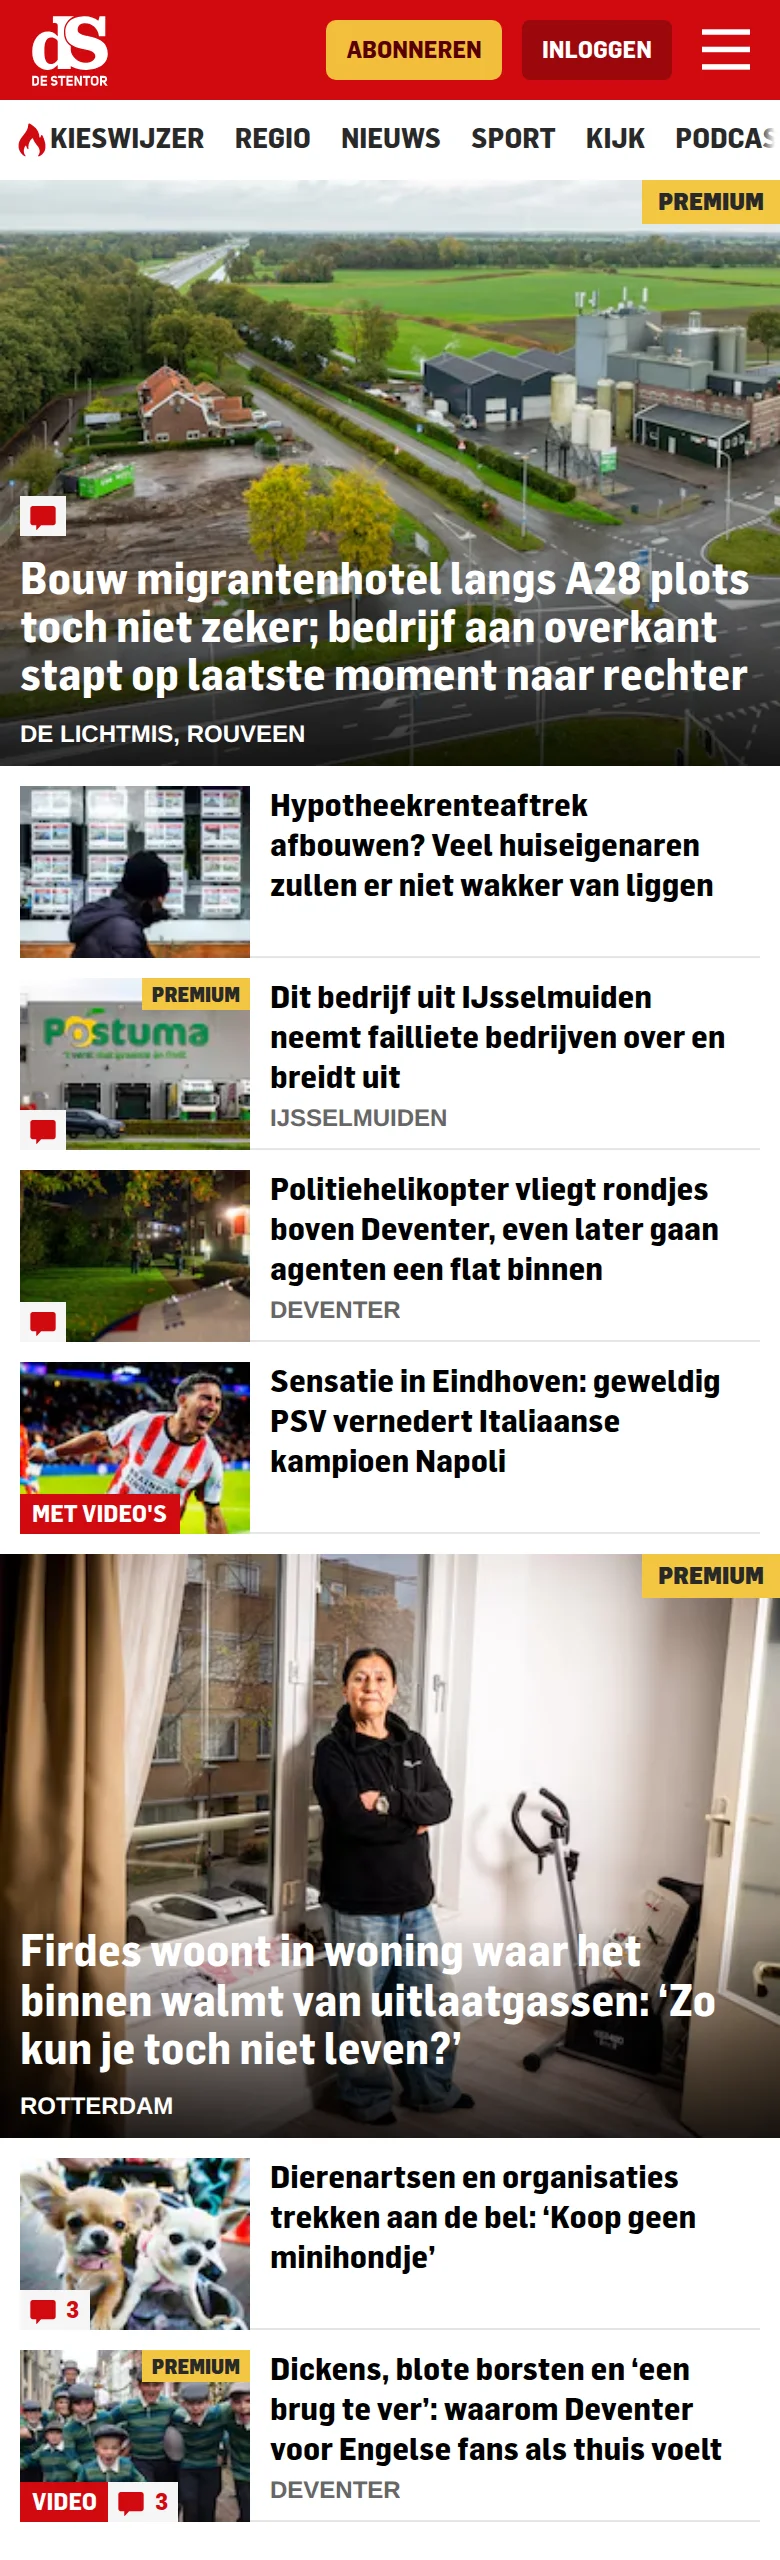 dS
DE STENTOR
ABONNEREN
INLOGGEN
KIESWIJZER REGIO NIEUWS SPORT KIJK PODCAS
PREMIUM
Bouw migrantenhotel langs A28 plots
toch niet zeker; bedrijf aan overkant
stapt op laatste moment naar rechter
DE LICHTMIS, ROUVEEN
Hypotheekrenteaftrek
afbouwen? Veel huiseigenaren
zullen er niet wakker van liggen
PREMIUM
Postuma
Dit bedrijf uit IJsselmuiden
neemt failliete bedrijven over en
breidt uit
IJSSELMUIDEN
Politiehelikopter vliegt rondjes
boven Deventer, even later gaan
agenten een flat binnen
DEVENTER
MET VIDEO'S
Sensatie in Eindhoven: geweldig
PSV vernedert Italiaanse
kampioen Napoli
PREMIUM
Firdes woont in woning waar het
binnen walmt van uitlaatgassen: ‘Zo
kun je toch niet leven?’
ROTTERDAM
3
Dierenartsen en organisaties
trekken aan de bel: ‘Koop geen
minihondje’
PREMIUM
VIDEO
3
Dickens, blote borsten en ‘een
brug te ver’: waarom Deventer
voor Engelse fans als thuis voelt
DEVENTER